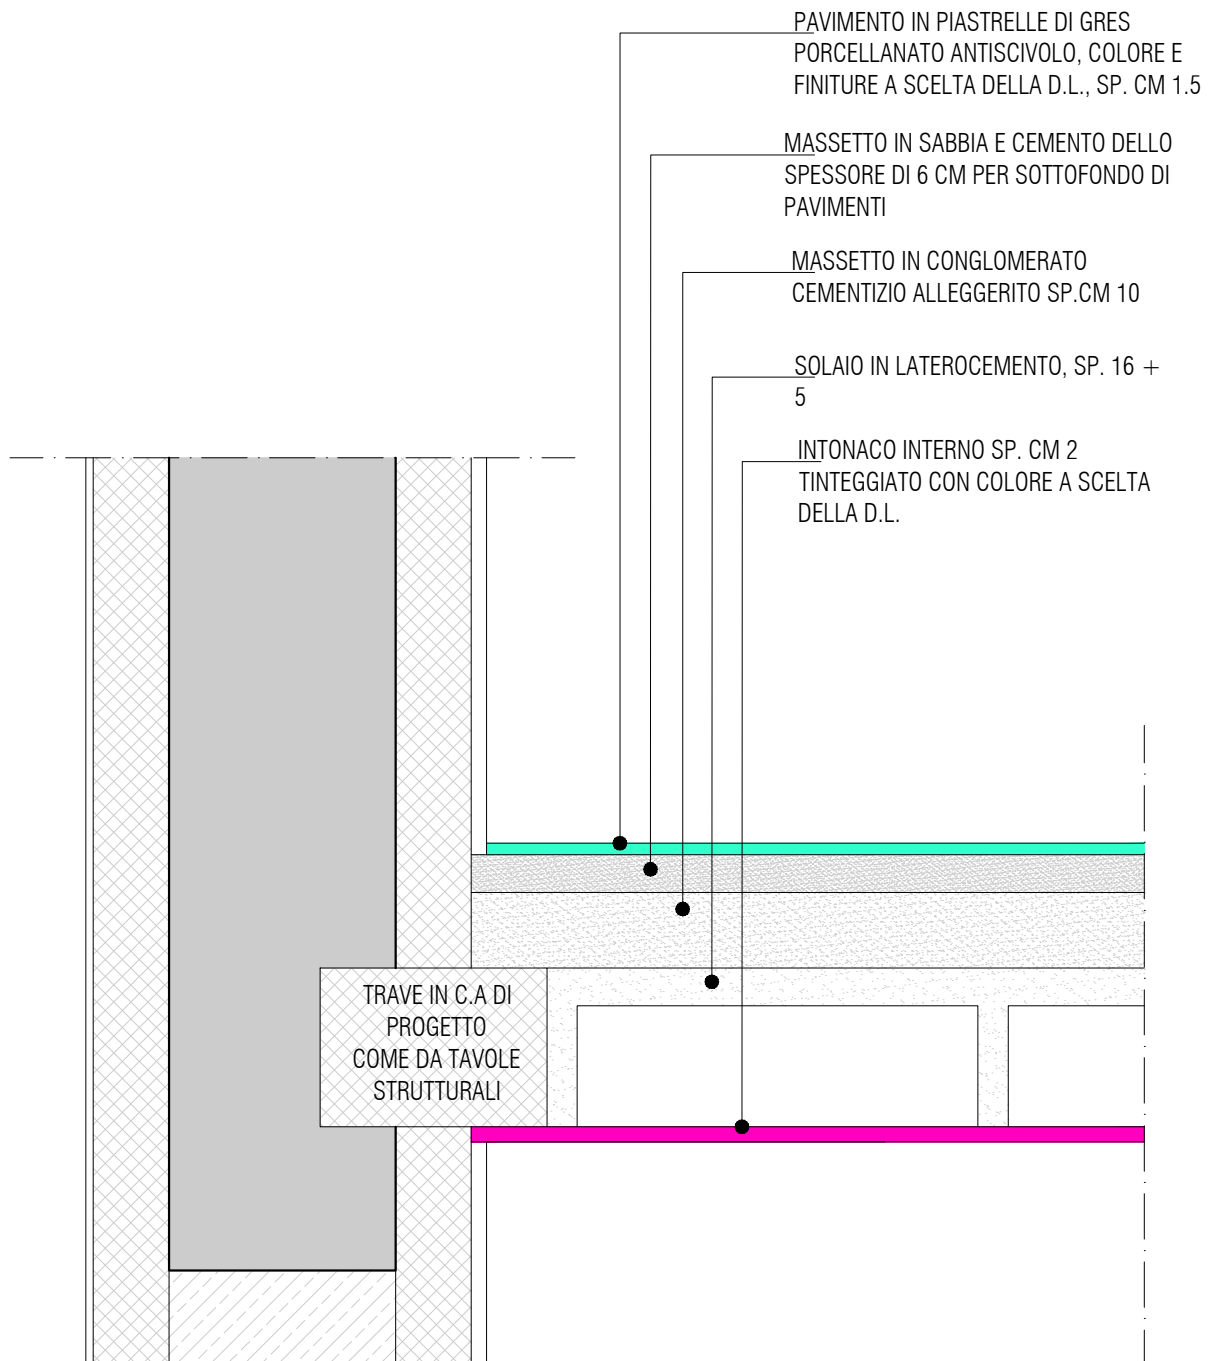 PAVIMENTO IN PIASTRELLE DI GRES
PORCELLANATO ANTISCIVOLO, COLORE E
FINITURE A SCELTA DELLA D.L., SP. CM 1.5
MASSETTO IN SABBIA E CEMENTO DELLO
SPESSORE DI 6 CM PER SOTTOFONDO DI
PAVIMENTI
MASSETTO IN CONGLOMERATO
CEMENTIZIO ALLEGGERITO SP.CM 10
SOLAIO IN LATEROCEMENTO, SP. 16 +
5
INTONACO INTERNO SP. CM 2
TINTEGGIATO CON COLORE A SCELTA
DELLA D.L.
TRAVE IN C.A DI
PROGETTO
COME DA TAVOLE
STRUTTURALI